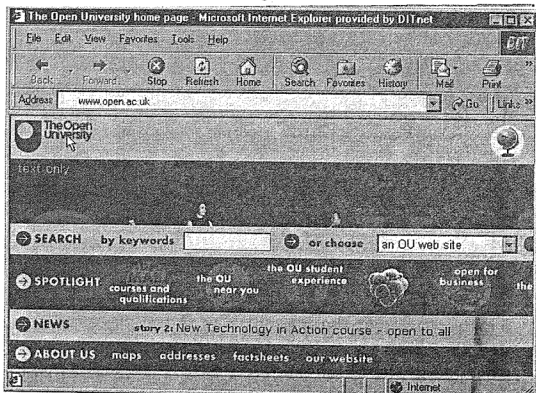 The Open University home page - Microsoft Internet Explorer provided by DITnet
File Edit View Favorites Tools Help
Back Forward Stop Refresh Home Search Favorites History Mail Print
Address www.open.ac.uk Go Links
The Open
University
text only
SEARCH by keywords or choose an OU web site
SPOTLIGHT courses and qualifications the OU near you the OU student experience open for business the
NEWS story 2: New Technology in Action course - open to all
ABOUT US maps addresses factsheets our website
Internet